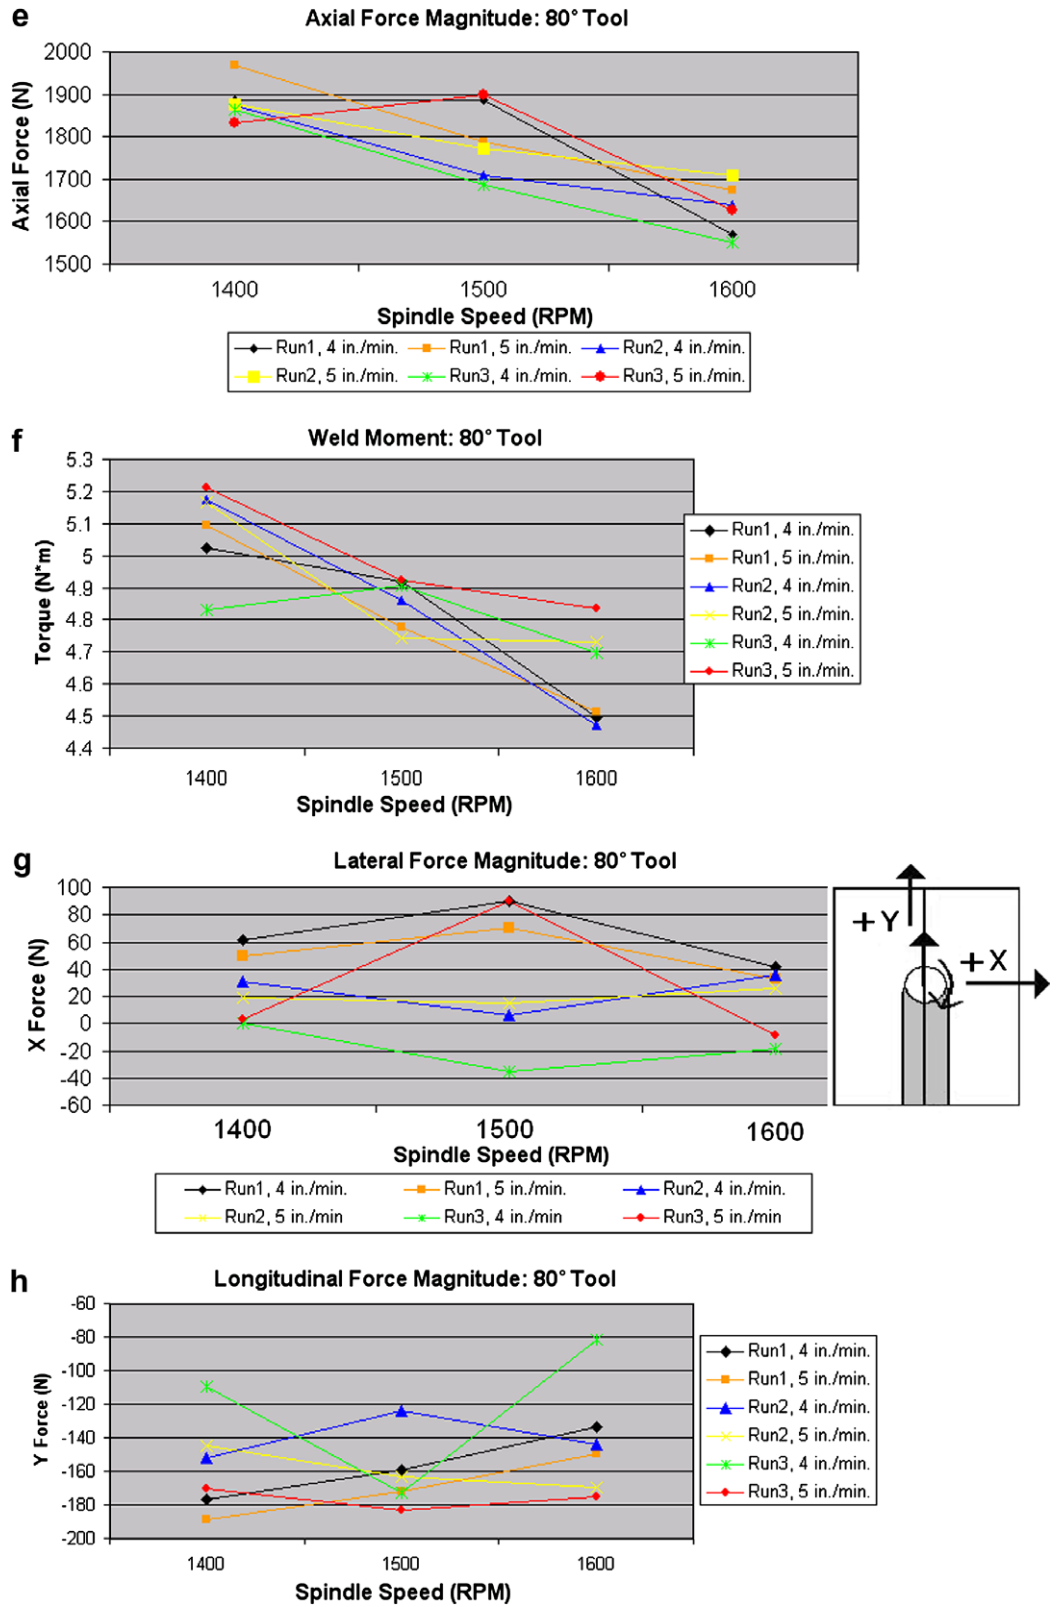 e
Axial Force Magnitude: 80° Tool
2000
1900
1800
1700
1600
1500
Axial Force (N)
1400 1500 1600
Spindle Speed (RPM)
Run1, 4 in./min. Run1, 5 in./min. Run2, 4 in./min.
Run2, 5 in./min. Run3, 4 in./min. Run3, 5 in./min.
f
Weld Moment: 80° Tool
5.3
5.2
5.1
5
4.9
4.8
4.7
4.6
4.5
4.4
Torque (N*m)
1400 1500 1600
Spindle Speed (RPM)
Run1, 4 in./min.
Run1, 5 in./min.
Run2, 4 in./min.
Run2, 5 in./min.
Run3, 4 in./min.
Run3, 5 in./min.
g
Lateral Force Magnitude: 80° Tool
100
80
60
40
20
0
-20
-40
-60
X Force (N)
1400 1500 1600
Spindle Speed (RPM)
+Y
+X
Run1, 4 in./min. Run1, 5 in./min. Run2, 4 in./min.
Run2, 5 in./min Run3, 4 in./min Run3, 5 in./min
h
Longitudinal Force Magnitude: 80° Tool
-60
-80
-100
-120
-140
-160
-180
-200
Y Force (N)
1400 1500 1600
Spindle Speed (RPM)
Run1, 4 in./min.
Run1, 5 in./min.
Run2, 4 in./min.
Run2, 5 in./min.
Run3, 4 in./min.
Run3, 5 in./min.